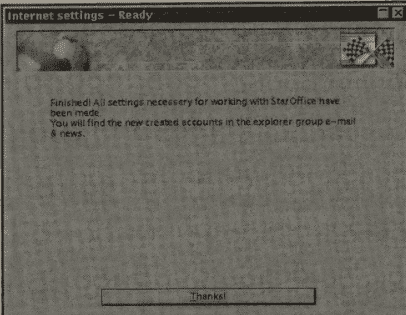 Internet settings – Ready
Finished! All settings necessery for working with StarOffice have
been made.
You will find the new created accounts in the explorer group e–mail
& news.
Thanks!